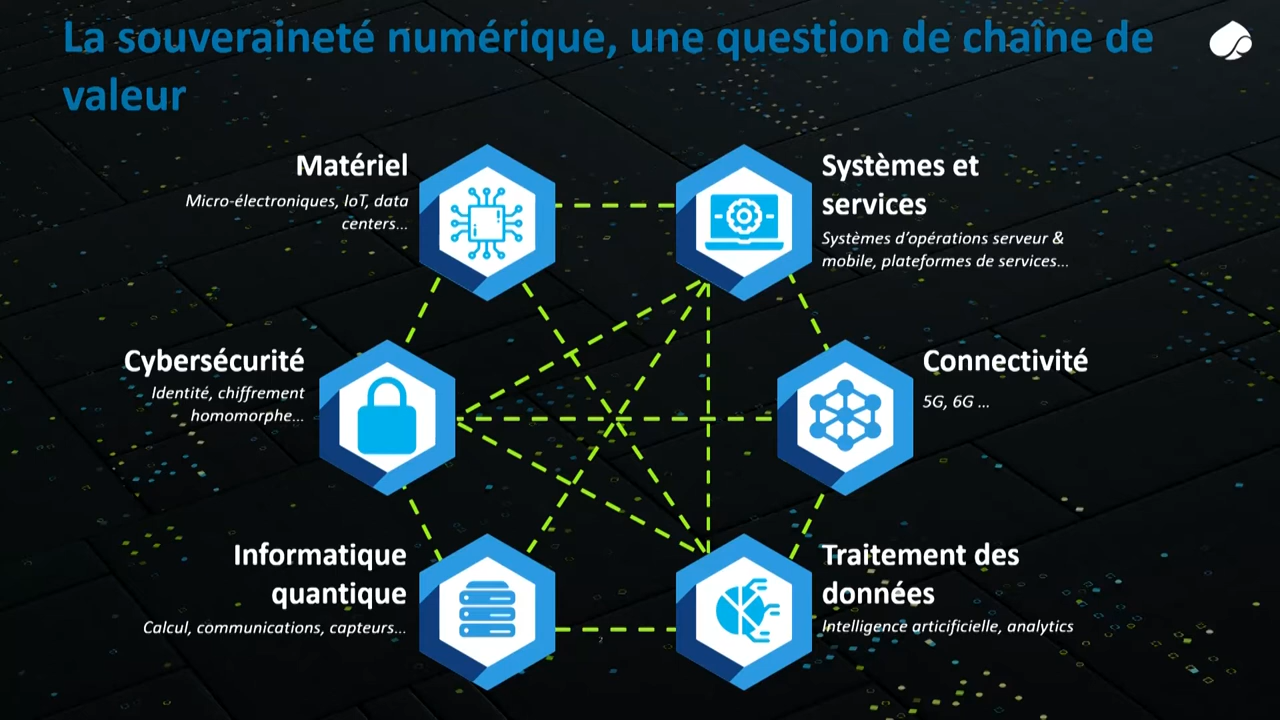 La souveraineté numérique, une question de chaîne de
valeur
Matériel
Micro-électroniques, IoT, data
centers...
Systèmes et
services
Systèmes d'opérations serveur &
mobile, plateformes de services...
Cybersécurité
Identité, chiffrement
homomorphe...
Connectivité
5G, 6G ...
Informatique
quantique
Calcul, communications, capteurs...
Traitement des
données
Intelligence articificielle, analytics